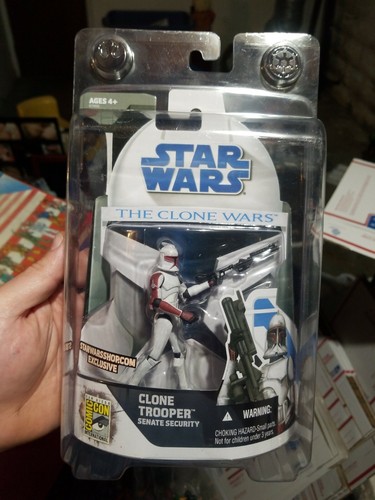 AGES 4+
STAR
WARS
THE CLONE WARS
STARWARSSHOP.COM
EXCLUSIVE
COMIC
CON
CLONE
TROOPER™
SENATE SECURITY
WARNING:
CHOKING HAZARD-Small parts.
Not for children under 3 years.